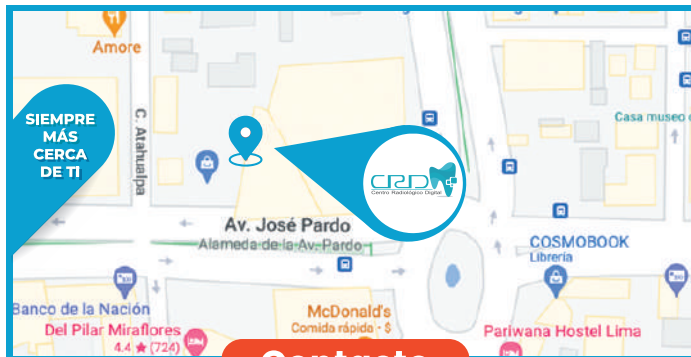 Amore
SIEMPRE
MÁS
CERCA
DE TI
C. Atahualpa
Casa museo
CRD
Centro Radiológico Digital
Av. José Pardo
Alameda de la Av. Pardo
COSMOBOOK
Librería
Banco de la Nación
McDonald's
Comida rápida · $
Del Pilar Miraflores
4.4 ★ (724)
Pariwana Hostel Lima
Contacto